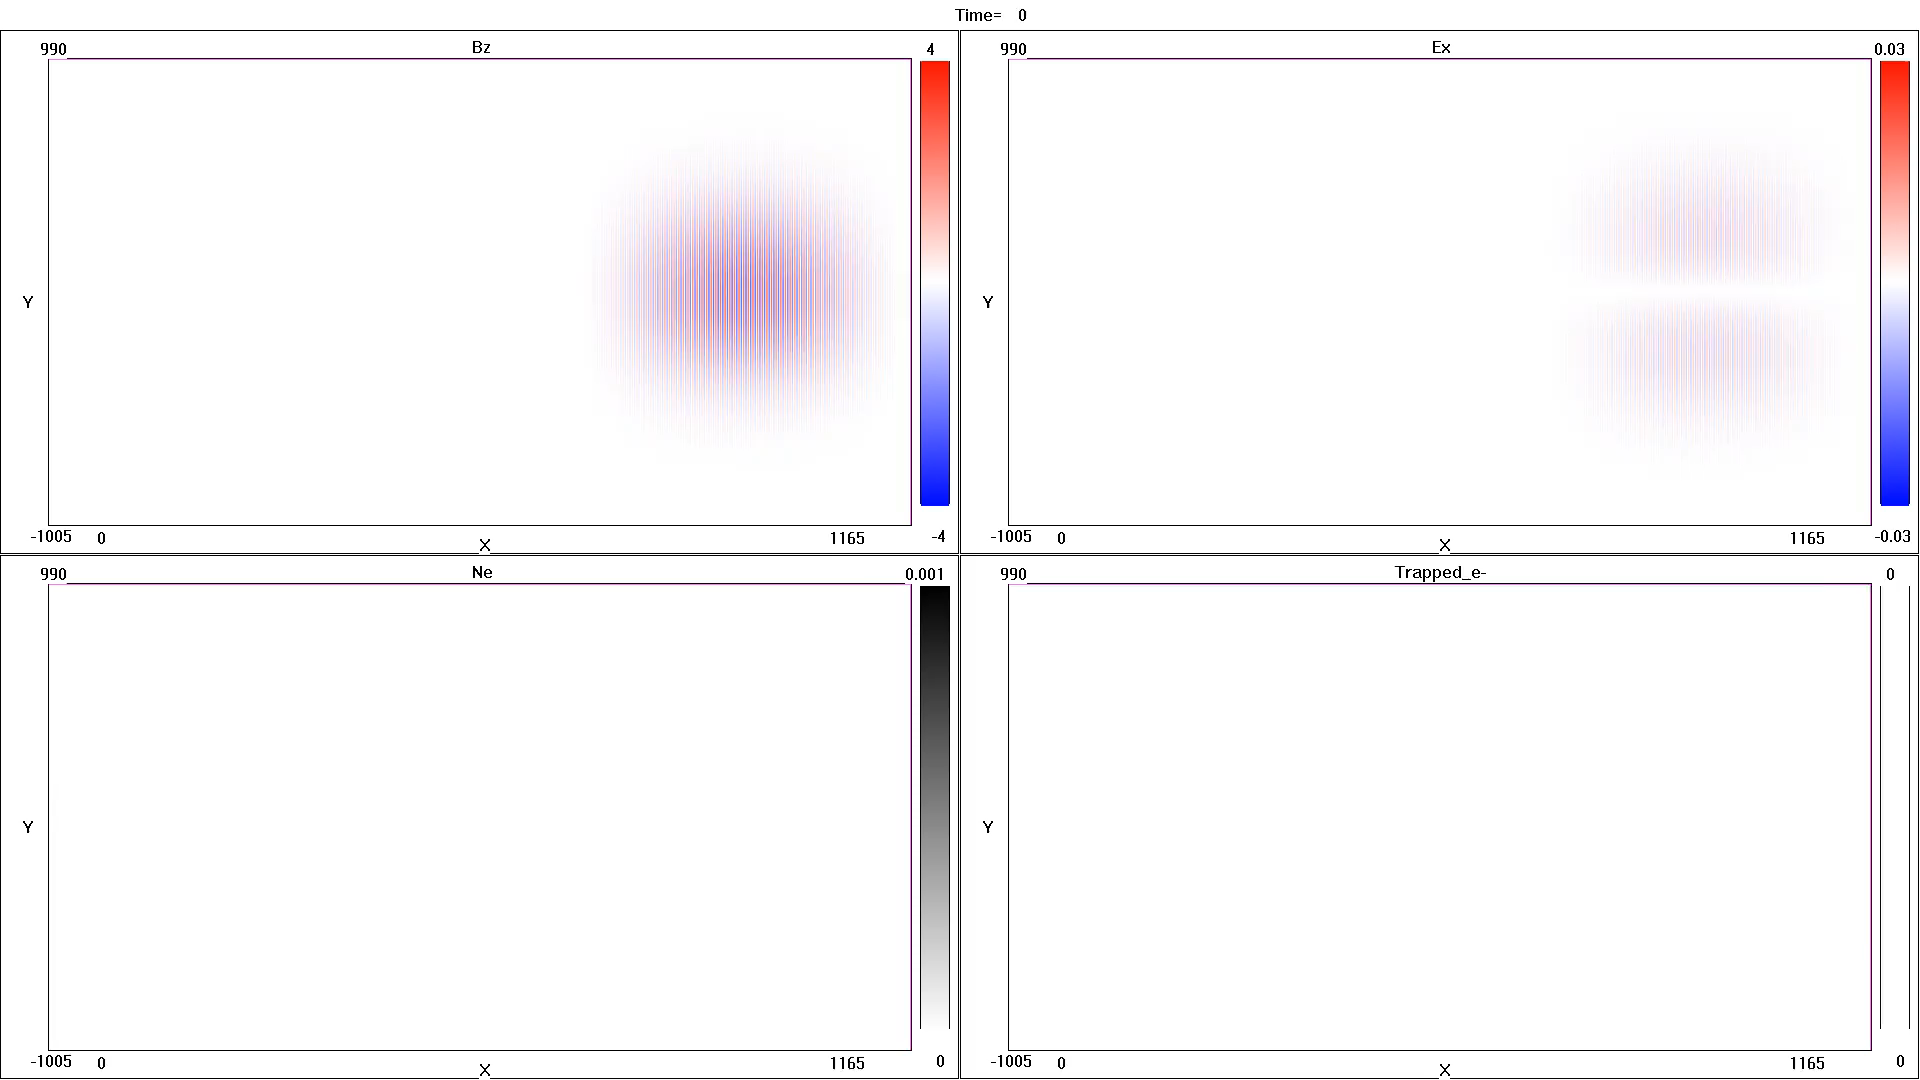 Time= 0
990 Bz 4
Y
-1005 0 X 1165 -4
990 Ex 0.03
Y
-1005 0 X 1165 -0.03
990 Ne 0.001
Y
-1005 0 X 1165 0
990 Trapped_e- 0
Y
-1005 0 X 1165 0